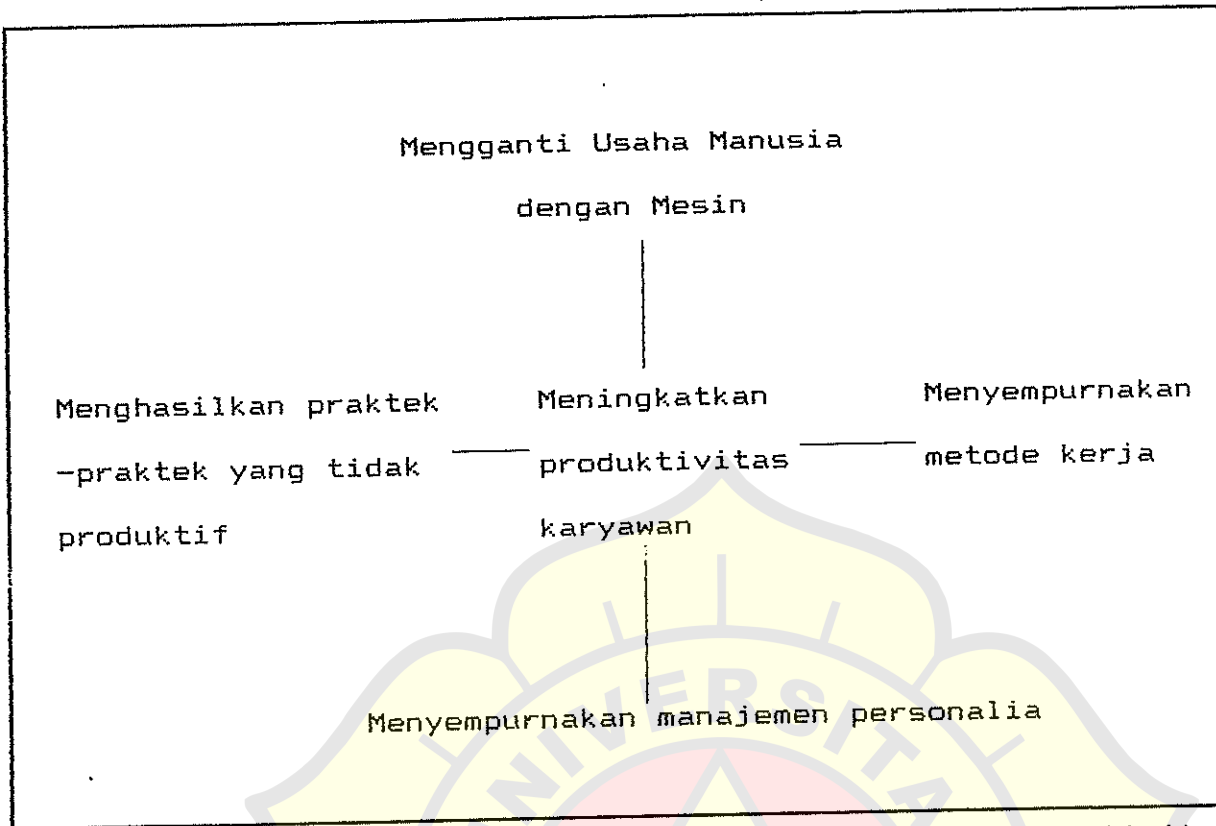 Mengganti Usaha Manusia
dengan Mesin
Menghasilkan praktek
-praktek yang tidak
produktif
Meningkatkan
produktivitas
karyawan
Menyempurnakan
metode kerja
Menyempurnakan manajemen personalia
UNIVERSITA